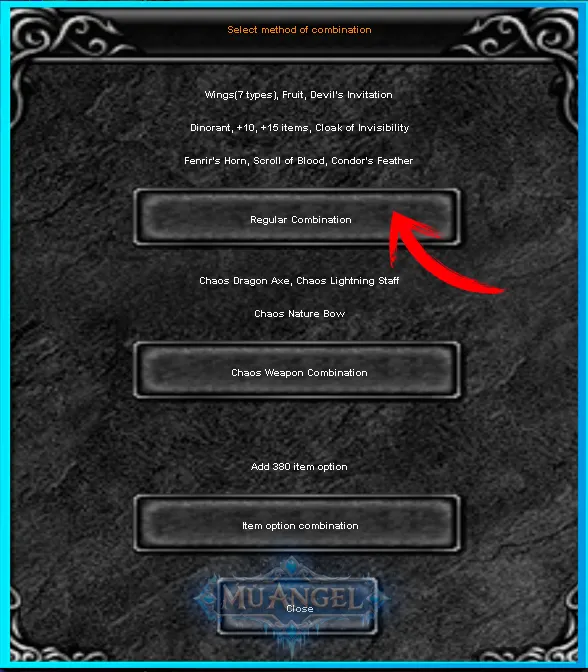 Select method of combination
Wings(7 types), Fruit, Devil's Invitation
Dinorant, +10, +15 items, Cloak of Invisibility
Fenrir's Horn, Scroll of Blood, Condor's Feather
Regular Combination
Chaos Dragon Axe, Chaos Lightning Staff
Chaos Nature Bow
Chaos Weapon Combination
Add 380 item option
Item option combination
MU ANGEL
Close